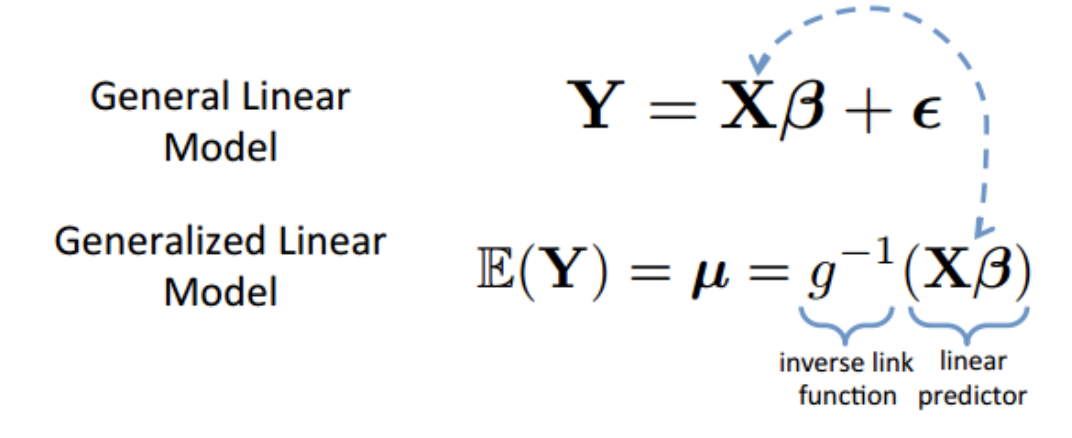 General Linear
Model
𝐘 = 𝐗𝜷 + 𝝐
Generalized Linear
Model
𝔼(𝐘) = 𝝁 = g⁻¹(𝐗𝜷)
inverse link
function
linear
predictor